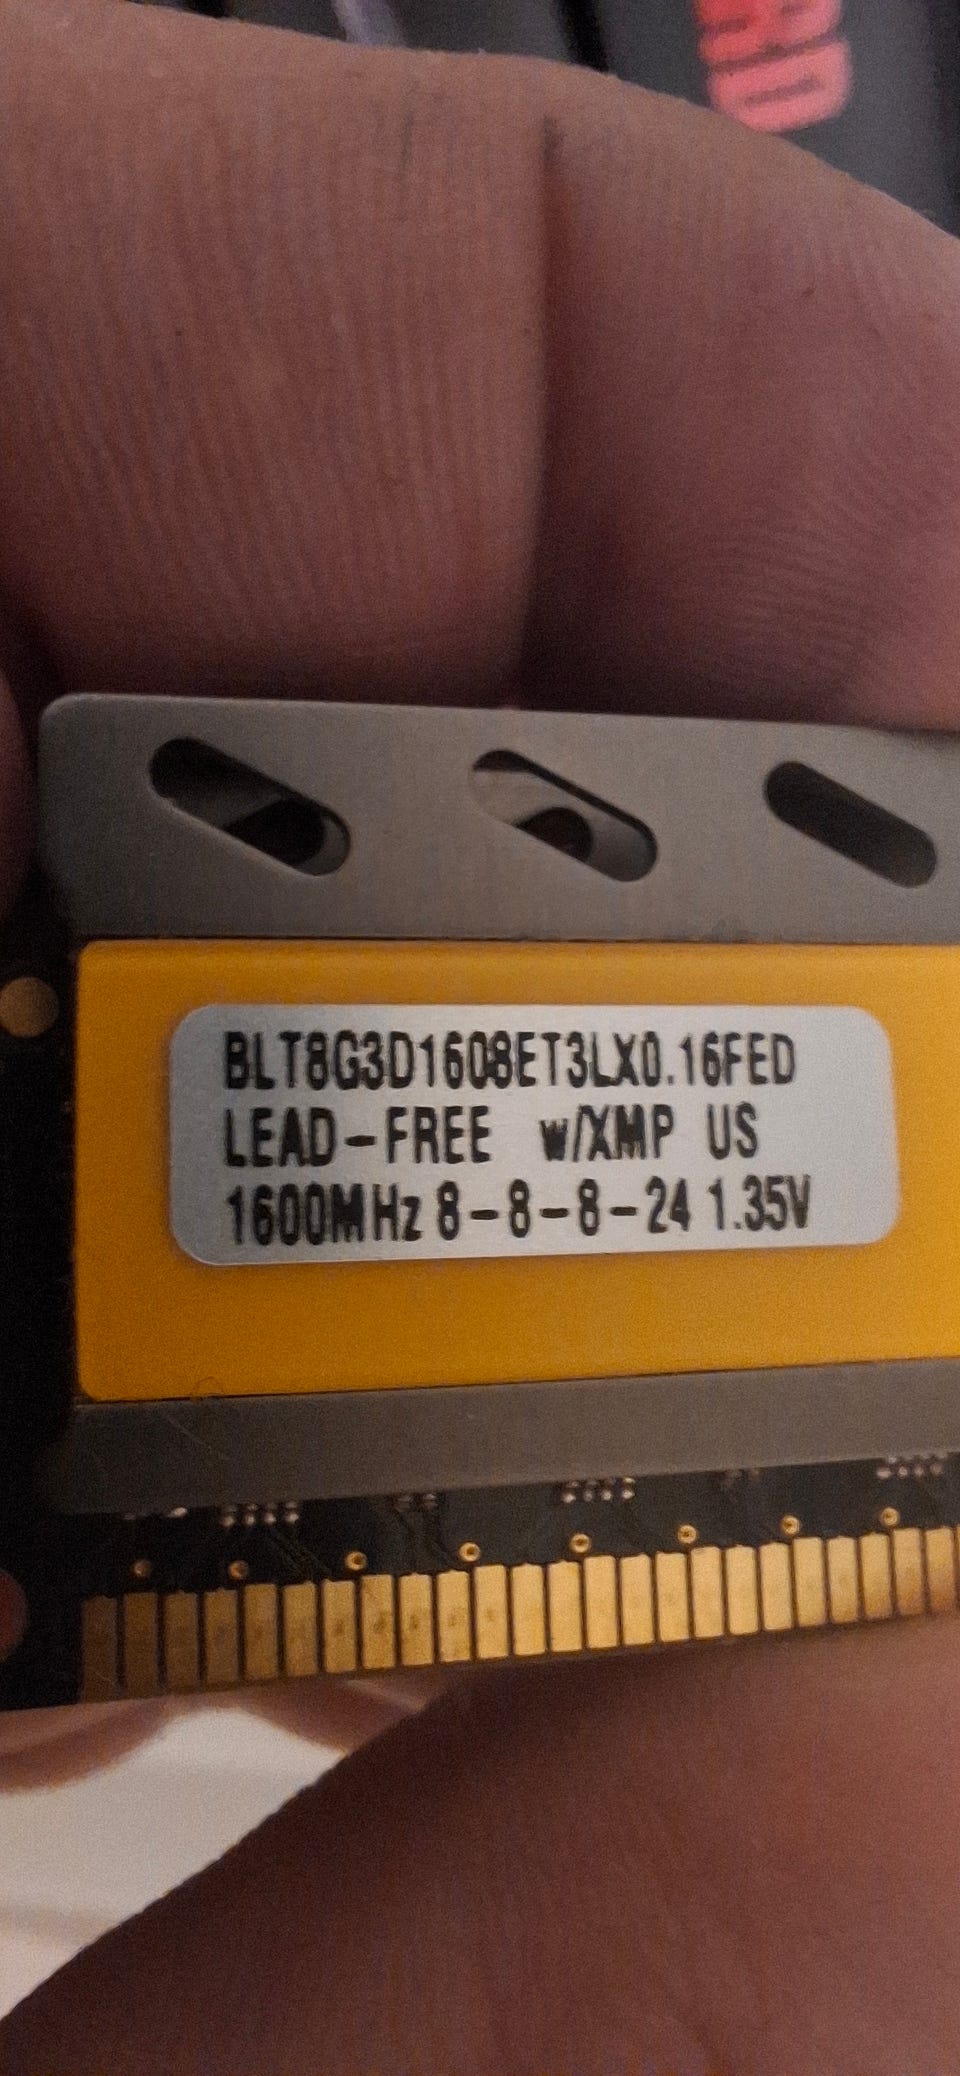 BLT8G3D1608ET3LX0.16FED
LEAD-FREE w/XMP US
1600MHz 8-8-8-24 1.35V